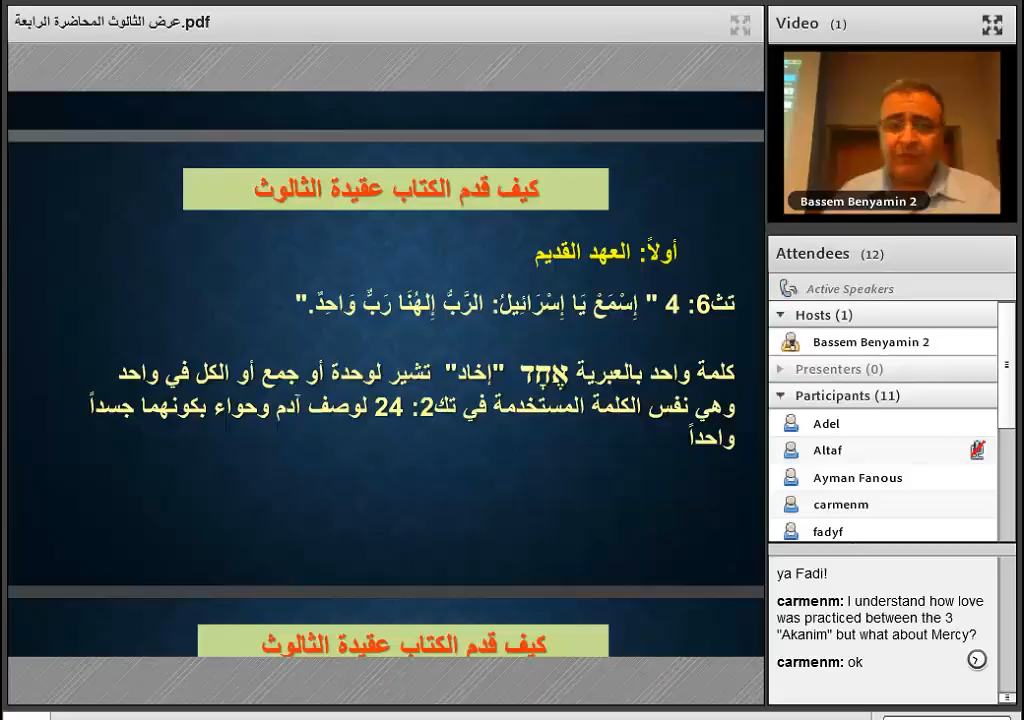 عرض الثالوث المحاضرة الرابعة.pdf
كيف قدم الكتاب عقيدة الثالوث
أولاً: العهد القديم
تث6: 4 " إِسْمَعْ يَا إِسْرَائِيلُ: الرَّبُّ إِلهُنَا رَبٌّ وَاحِدٌ."
كلمة واحد بالعبرية אֶחָד "إخاد" تشير لوحدة أو جمع أو الكل في واحد
وهي نفس الكلمة المستخدمة في تك2: 24 لوصف آدم وحواء بكونهما جسداً
واحداً
كيف قدم الكتاب عقيدة الثالوث
Video (1)
Bassem Benyamin 2
Attendees (12)
Active Speakers
Hosts (1)
Bassem Benyamin 2
Presenters (0)
Participants (11)
Adel
Altaf
Ayman Fanous
carmenm
fadyf
ya Fadi!
carmenm: I understand how love
was practiced between the 3
"Akanim" but what about Mercy?
carmenm: ok